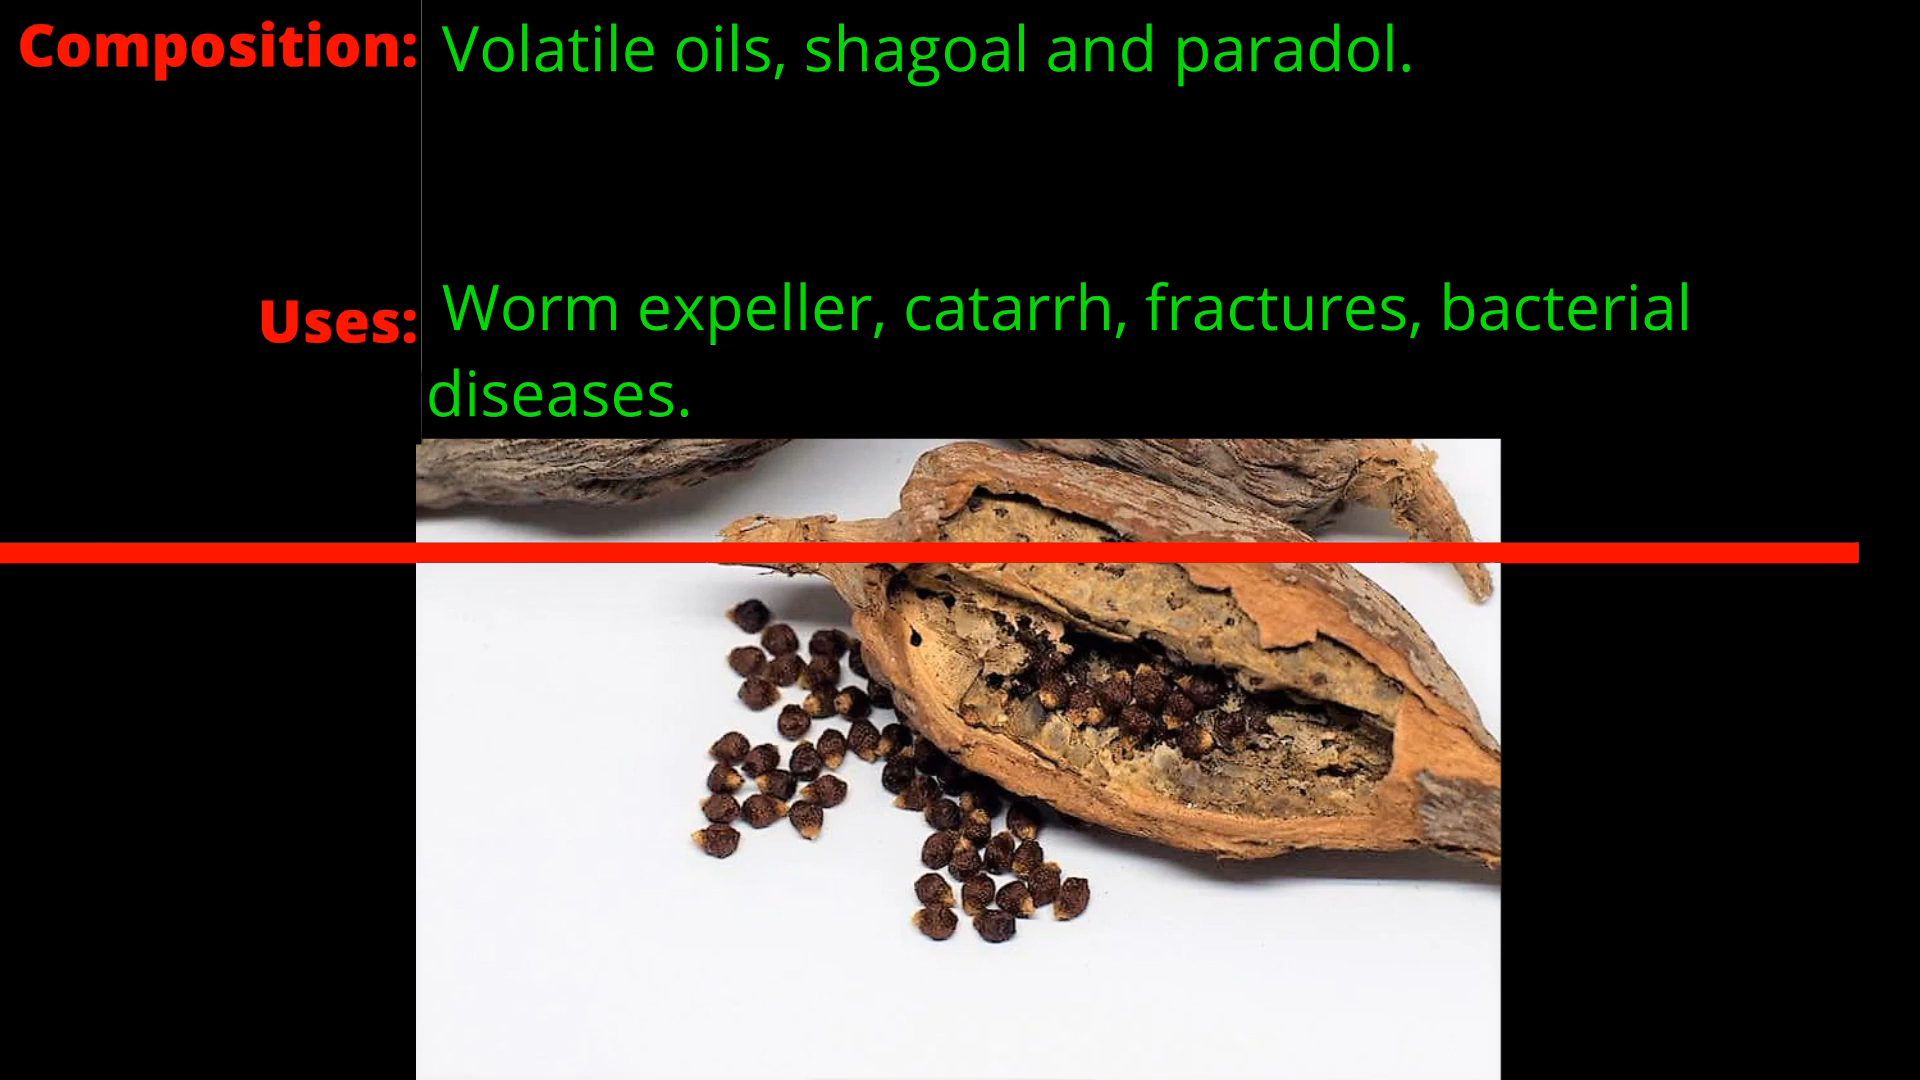 Composition: Volatile oils, shagoal and paradol.
Uses: Worm expeller, catarrh, fractures, bacterial
diseases.